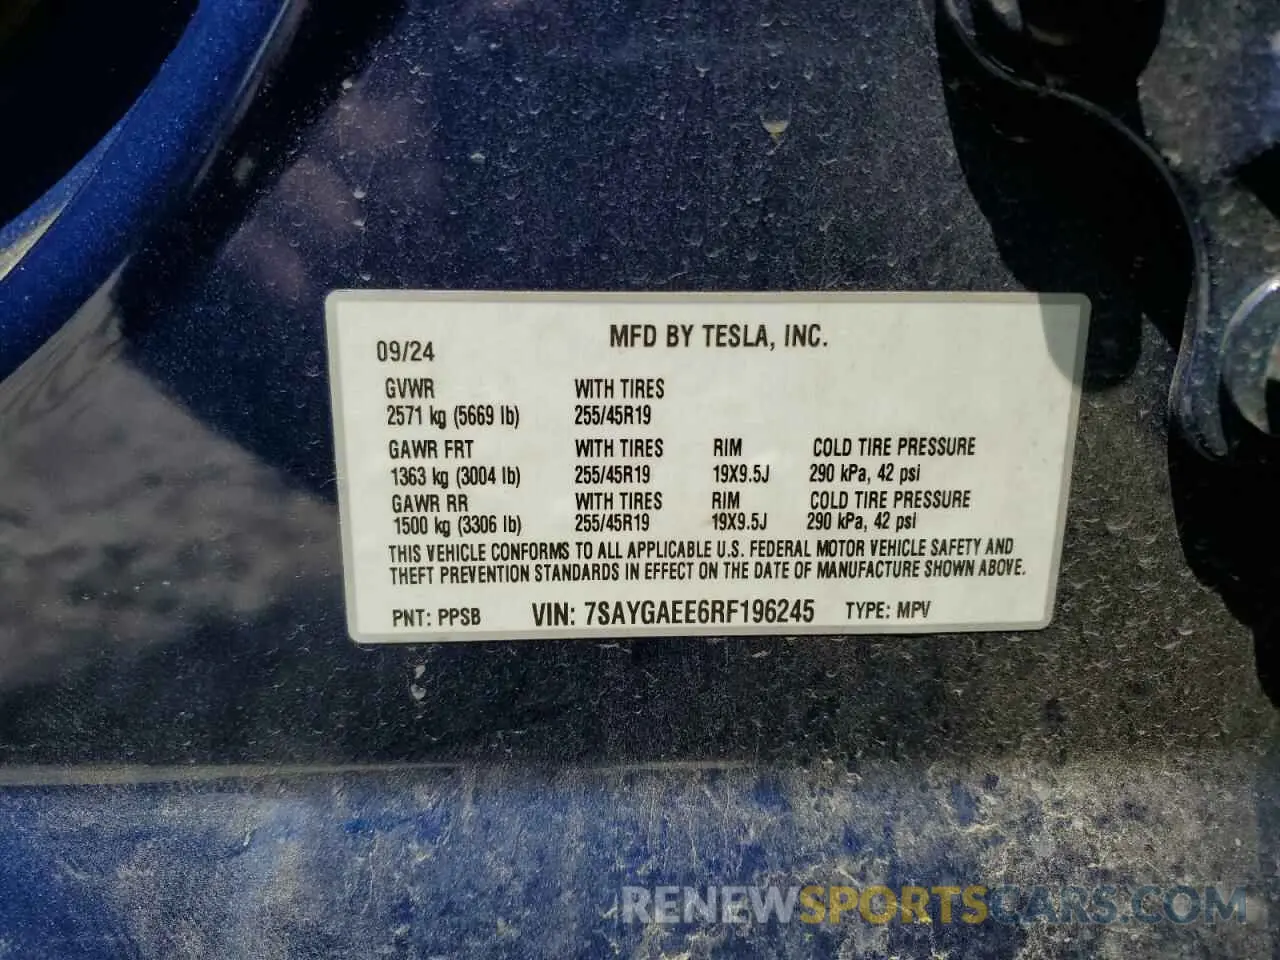 MFD BY TESLA, INC.
09/24
GVWR WITH TIRES
2571 kg (5669 lb) 255/45R19
GAWR FRT WITH TIRES RIM COLD TIRE PRESSURE
1363 kg (3004 lb) 255/45R19 19X9.5J 290 kPa, 42 psi
GAWR RR WITH TIRES RIM COLD TIRE PRESSURE
1500 kg (3306 lb) 255/45R19 19X9.5J 290 kPa, 42 psi
THIS VEHICLE CONFORMS TO ALL APPLICABLE U.S. FEDERAL MOTOR VEHICLE SAFETY AND
THEFT PREVENTION STANDARDS IN EFFECT ON THE DATE OF MANUFACTURE SHOWN ABOVE.
PNT: PPSB VIN: 7SAYGAEE6RF196245 TYPE: MPV
RENEWSPORTSCARS.COM